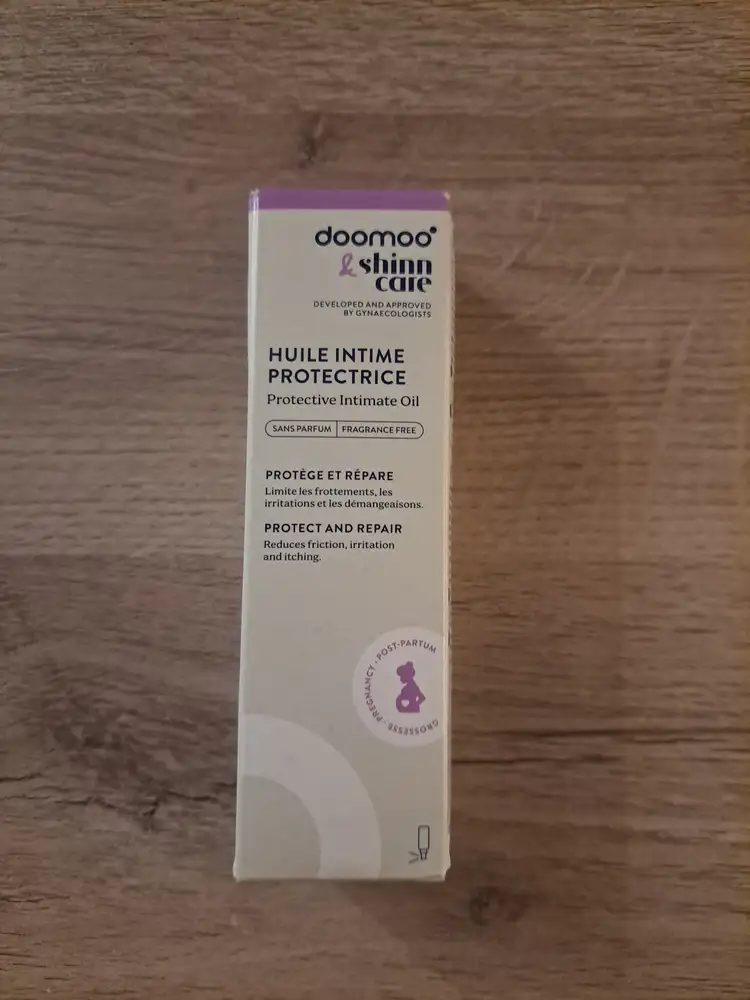 doomoo
& shinn
care
DEVELOPED AND APPROVED
BY GYNAECOLOGISTS
HUILE INTIME
PROTECTRICE
Protective Intimate Oil
SANS PARFUM | FRAGRANCE FREE
PROTÈGE ET RÉPARE
Limite les frottements, les
irritations et les démangeaisons.
PROTECT AND REPAIR
Reduces friction, irritation
and itching.
GROSSESSE · PREGNANCY · POST-PARTUM